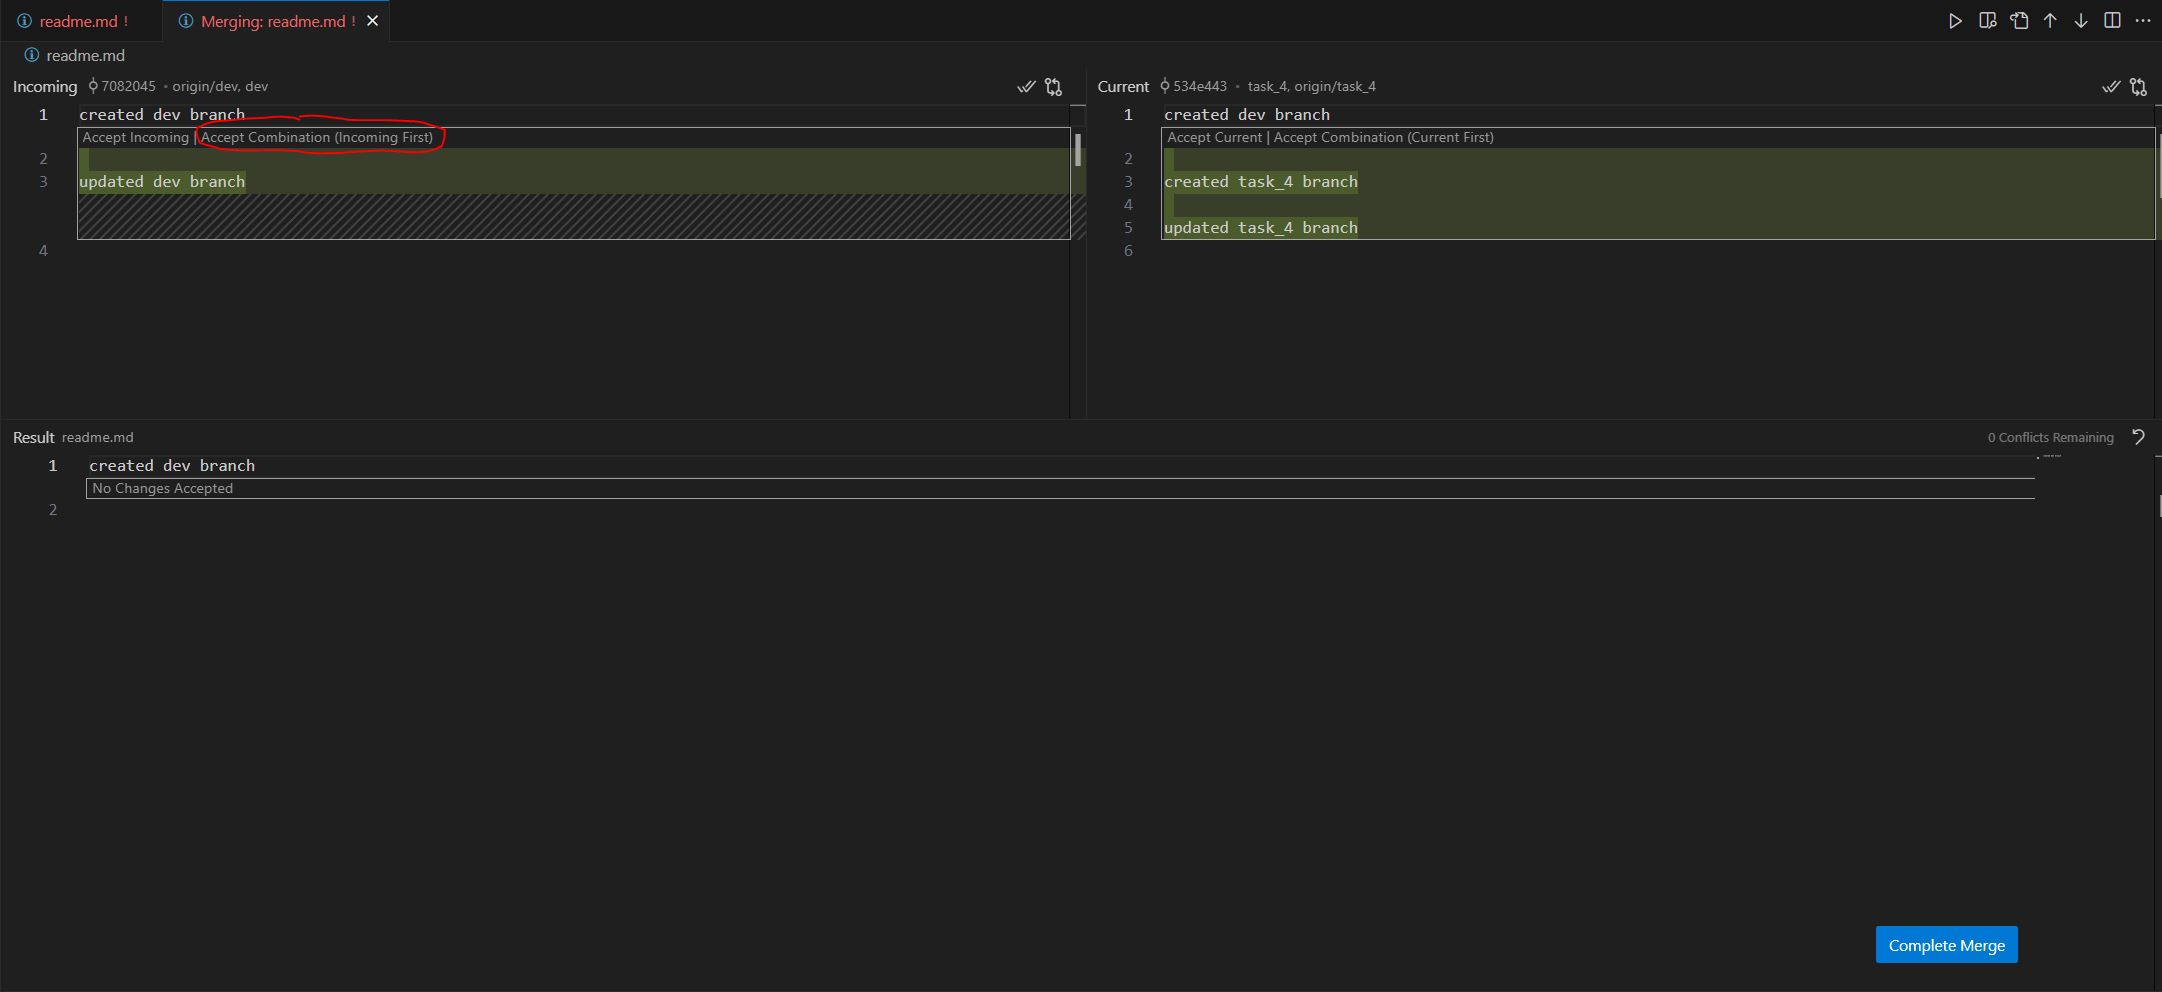 readme.md !
Merging: readme.md !
readme.md
Incoming 7082045 • origin/dev, dev
1 created dev branch
Accept Incoming | Accept Combination (Incoming First)
2
3 updated dev branch
4
Current 534e443 • task_4, origin/task_4
1 created dev branch
Accept Current | Accept Combination (Current First)
2
3 created task_4 branch
4
5 updated task_4 branch
6
Result readme.md
0 Conflicts Remaining
1 created dev branch
No Changes Accepted
2
Complete Merge